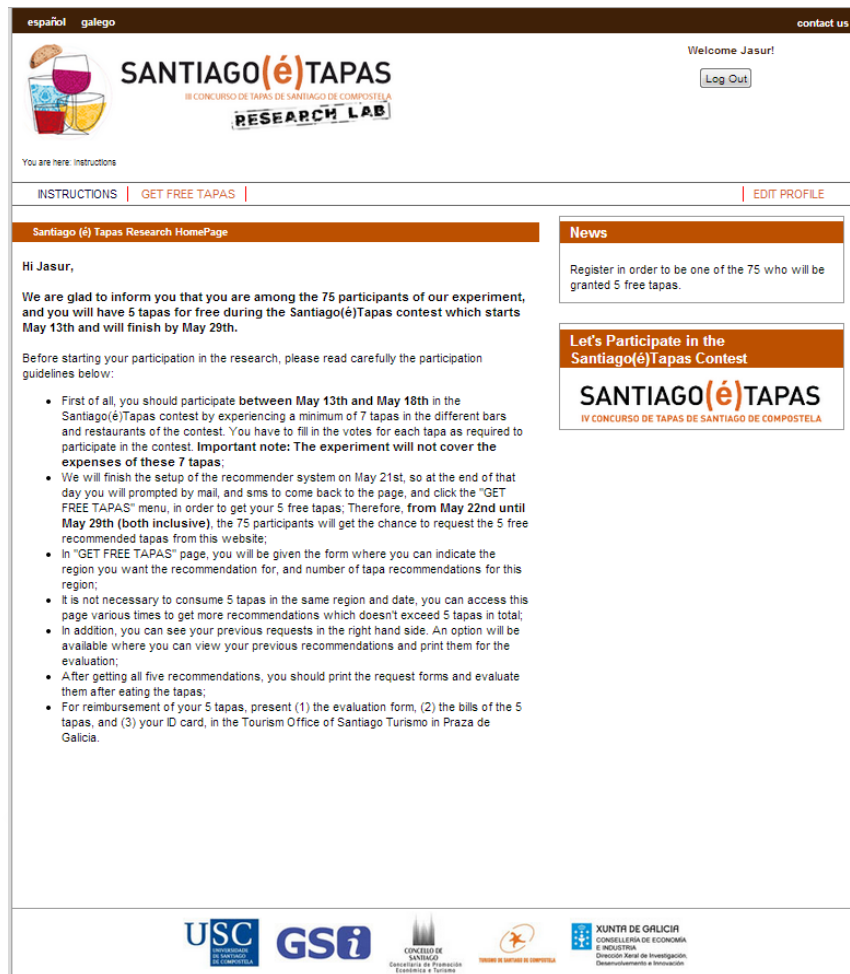 español galego contact us
Welcome Jasur!
Log Out
SANTIAGO(é)TAPAS
III CONCURSO DE TAPAS DE SANTIAGO DE COMPOSTELA
RESEARCH LAB
You are here: Instructions
INSTRUCTIONS GET FREE TAPAS EDIT PROFILE
Santiago (é) Tapas Research HomePage
Hi Jasur,
We are glad to inform you that you are among the 75 participants of our experiment,
and you will have 5 tapas for free during the Santiago(é)Tapas contest which starts
May 13th and will finish by May 29th.
Before starting your participation in the research, please read carefully the participation
guidelines below:
First of all, you should participate between May 13th and May 18th in the
Santiago(é)Tapas contest by experiencing a minimum of 7 tapas in the different bars
and restaurants of the contest. You have to fill in the votes for each tapa as required to
participate in the contest. Important note: The experiment will not cover the
expenses of these 7 tapas;
We will finish the setup of the recommender system on May 21st, so at the end of that
day you will prompted by mail, and sms to come back to the page, and click the "GET
FREE TAPAS" menu, in order to get your 5 free tapas; Therefore, from May 22nd until
May 29th (both inclusive), the 75 participants will get the chance to request the 5 free
recommended tapas from this website;
In "GET FREE TAPAS" page, you will be given the form where you can indicate the
region you want the recommendation for, and number of tapa recommendations for this
region;
It is not necessary to consume 5 tapas in the same region and date, you can access this
page various times to get more recommendations which doesn't exceed 5 tapas in total;
In addition, you can see your previous requests in the right hand side. An option will be
available where you can view your previous recommendations and print them for the
evaluation;
After getting all five recommendations, you should print the request forms and evaluate
them after eating the tapas;
For reimbursement of your 5 tapas, present (1) the evaluation form, (2) the bills of the 5
tapas, and (3) your ID card, in the Tourism Office of Santiago Turismo in Praza de
Galicia.
News
Register in order to be one of the 75 who will be
granted 5 free tapas.
Let's Participate in the
Santiago(é)Tapas Contest
SANTIAGO(é)TAPAS
IV CONCURSO DE TAPAS DE SANTIAGO DE COMPOSTELA
USC
UNIVERSIDADE
DE SANTIAGO
DE COMPOSTELA
GSi
CONCELLO DE
SANTIAGO
Concellaría de Promoción
Económica e Turismo
TURISMO DE SANTIAGO DE COMPOSTELA
XUNTA DE GALICIA
CONSELLERÍA DE ECONOMÍA
E INDUSTRIA
Dirección Xeral de Investigación,
Desenvolvemento e Innovación